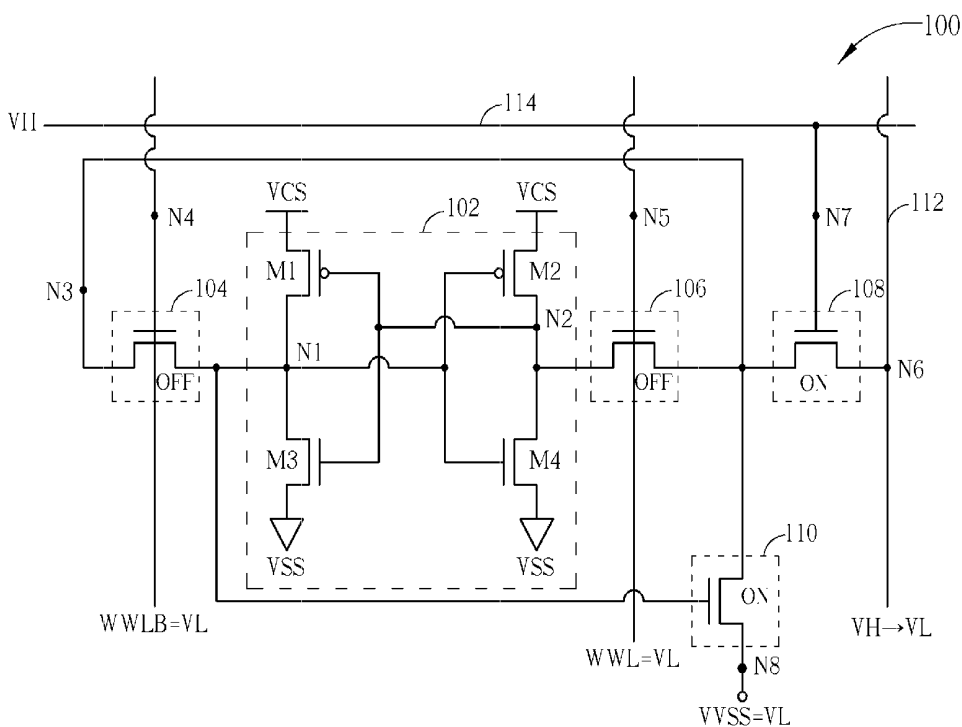 100
VH
114
VCS
VCS
N4
102
N5
N7
112
N3
104
M1
M2
106
108
N2
N1
OFF
OFF
ON
N6
M3
M4
110
VSS
VSS
ON
WWLB=VL
WWL=VL
VH→VL
N8
VVSS=VL